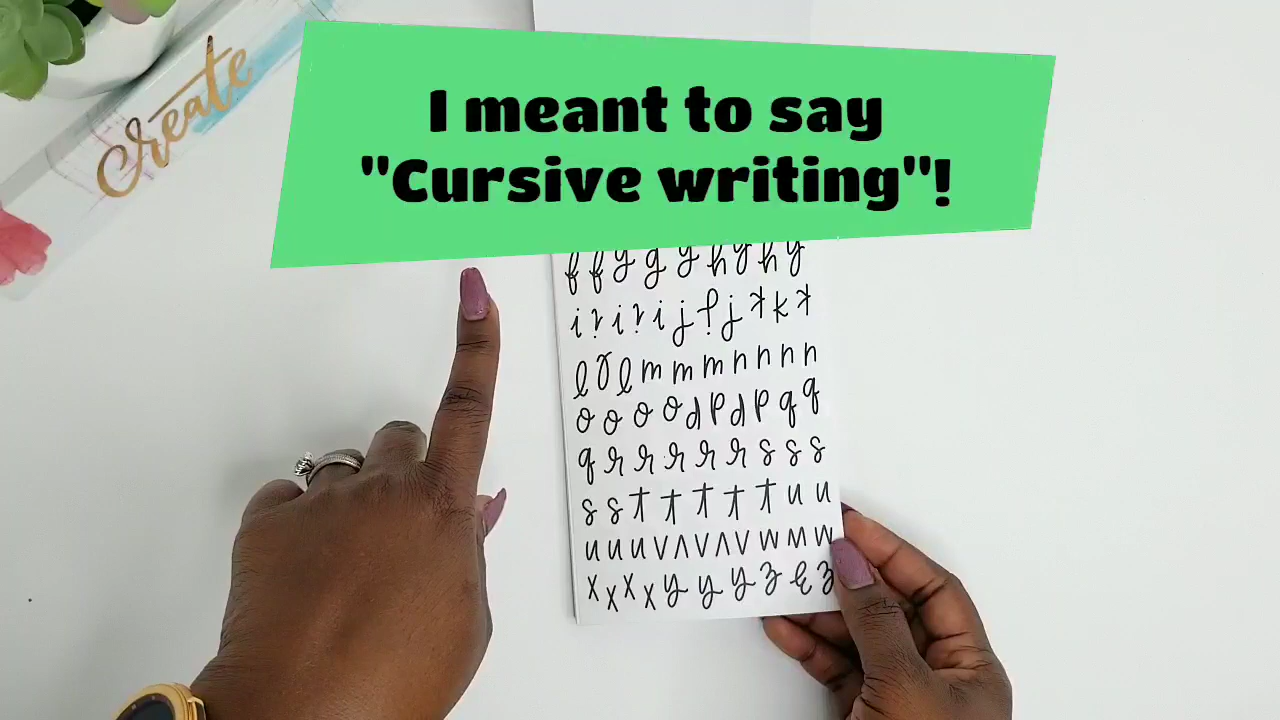 create
I meant to say
"Cursive writing"!
f f y g y h y h y
i i i i i j j j k k k
l l l m m m n n n n
o o o o d p d p q q
q r r r r r s s s
s s t t t t t u u
u u u v v v v v w w w
x x x x y y y z z z